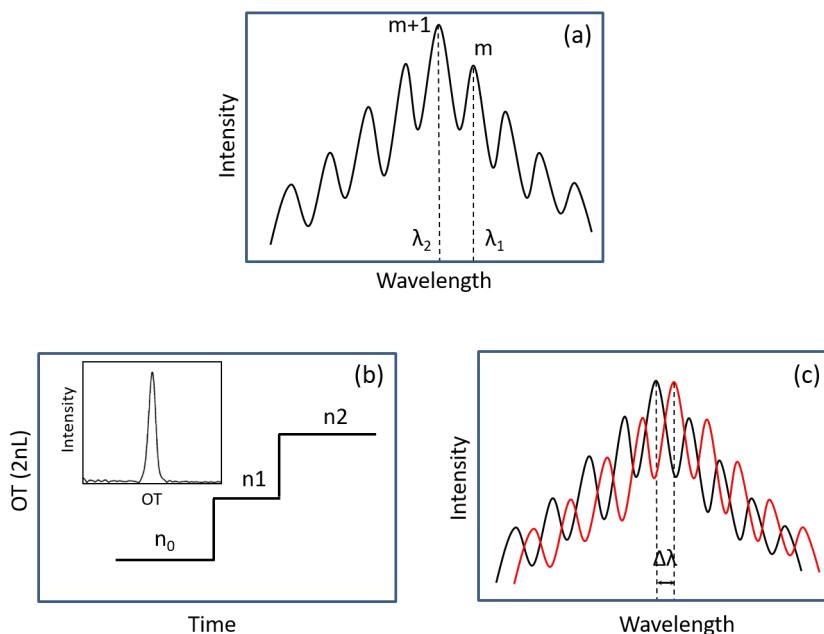 (a)
m+1
m
Intensity
λ₂
λ₁
Wavelength
(b)
Intensity
OT
n2
n1
n₀
OT (2nL)
Time
(c)
Intensity
Δλ
Wavelength